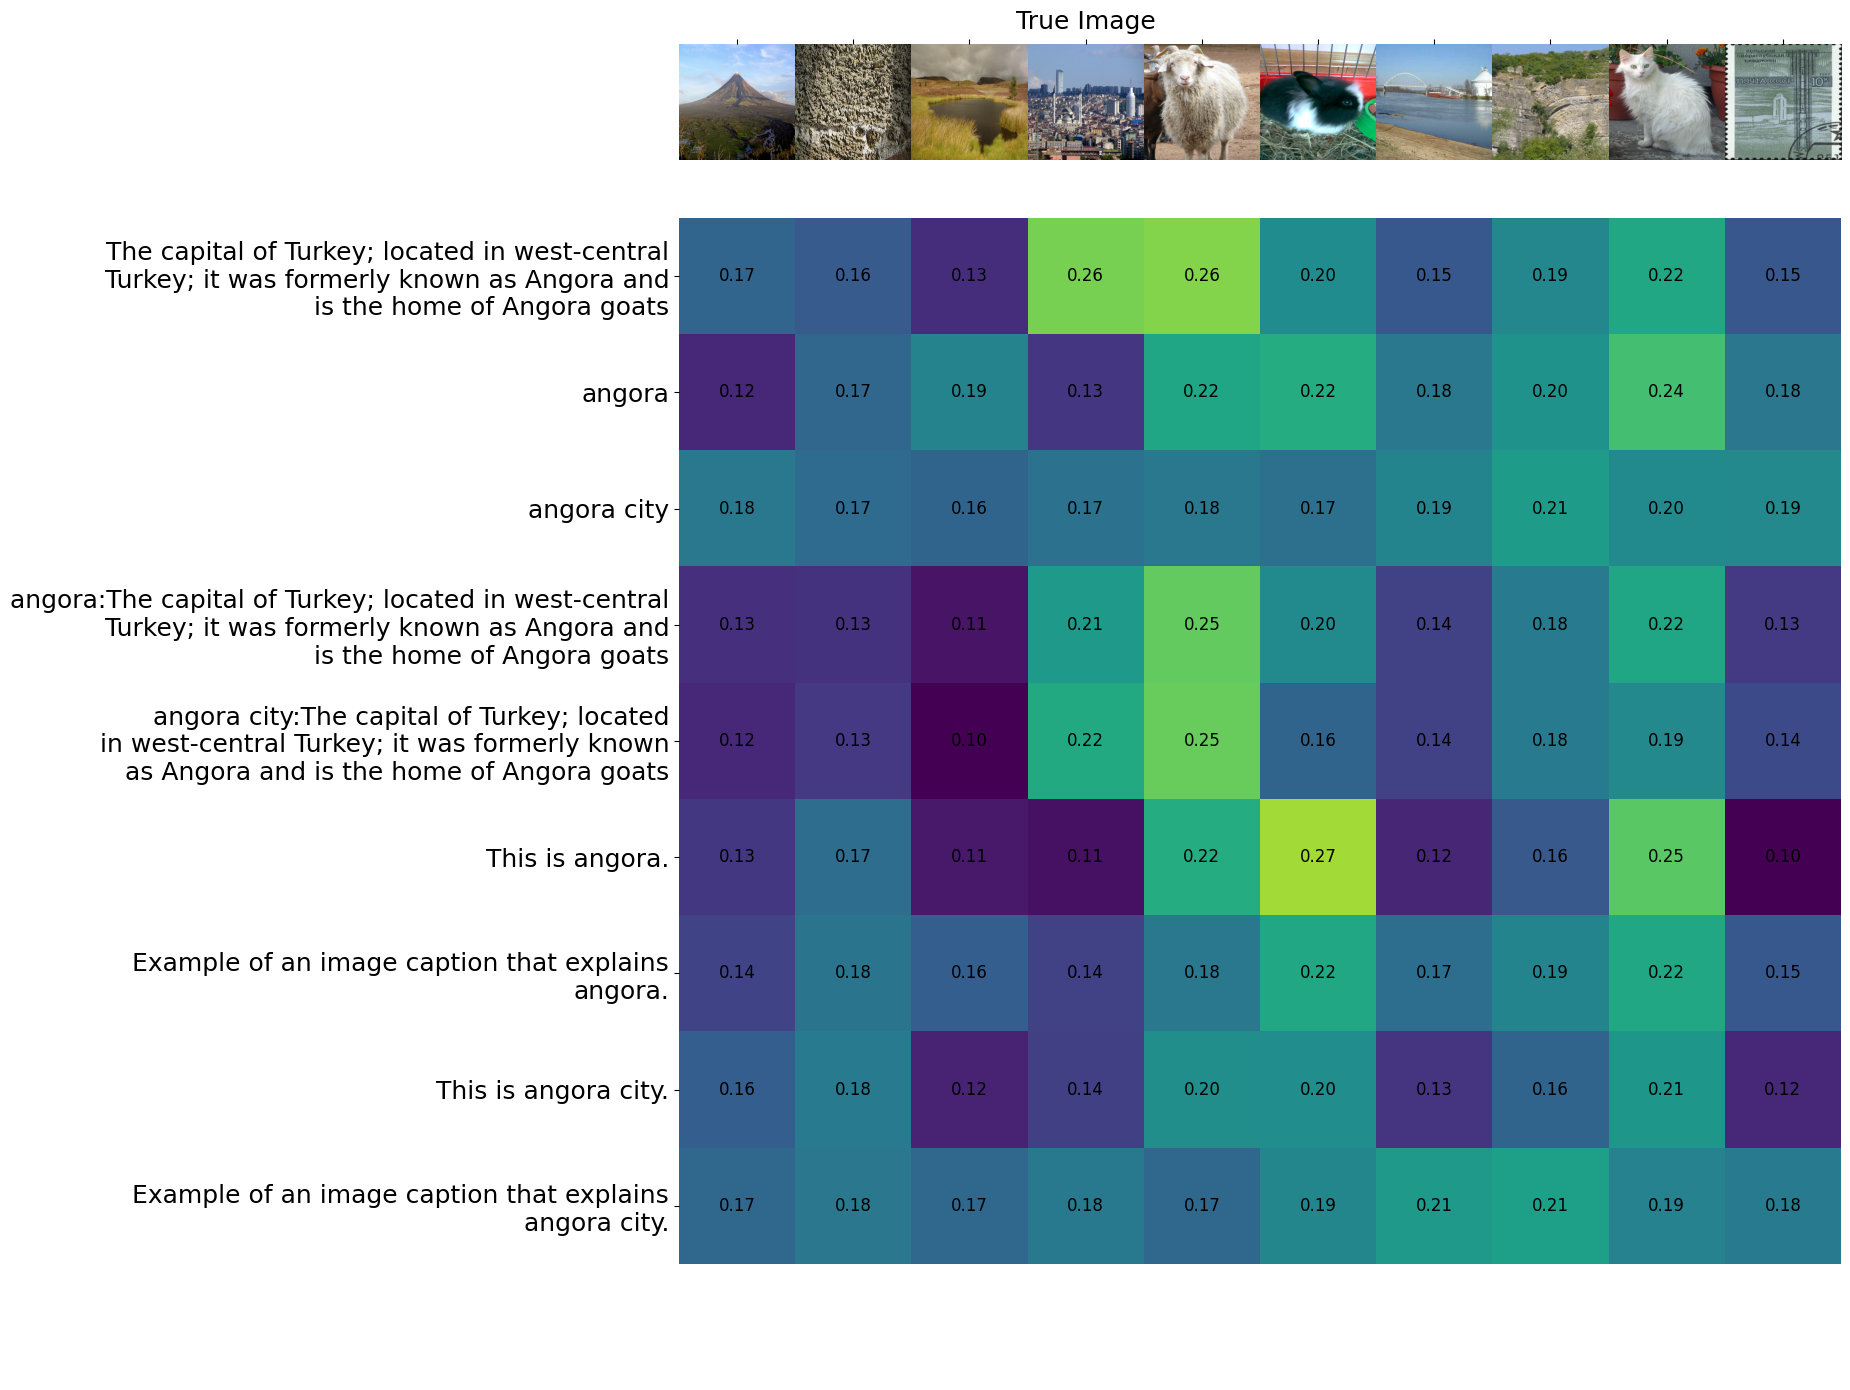 True Image
The capital of Turkey; located in west-central
Turkey; it was formerly known as Angora and
is the home of Angora goats
0.17 0.16 0.13 0.26 0.26 0.20 0.15 0.19 0.22 0.15
angora
0.12 0.17 0.19 0.13 0.22 0.22 0.18 0.20 0.24 0.18
angora city
0.18 0.17 0.16 0.17 0.18 0.17 0.19 0.21 0.20 0.19
angora:The capital of Turkey; located in west-central
Turkey; it was formerly known as Angora and
is the home of Angora goats
0.13 0.13 0.11 0.21 0.25 0.20 0.14 0.18 0.22 0.13
angora city:The capital of Turkey; located
in west-central Turkey; it was formerly known
as Angora and is the home of Angora goats
0.12 0.13 0.10 0.22 0.25 0.16 0.14 0.18 0.19 0.14
This is angora.
0.13 0.17 0.11 0.11 0.22 0.27 0.12 0.16 0.25 0.10
Example of an image caption that explains
angora.
0.14 0.18 0.16 0.14 0.18 0.22 0.17 0.19 0.22 0.15
This is angora city.
0.16 0.18 0.12 0.14 0.20 0.20 0.13 0.16 0.21 0.12
Example of an image caption that explains
angora city.
0.17 0.18 0.17 0.18 0.17 0.19 0.21 0.21 0.19 0.18